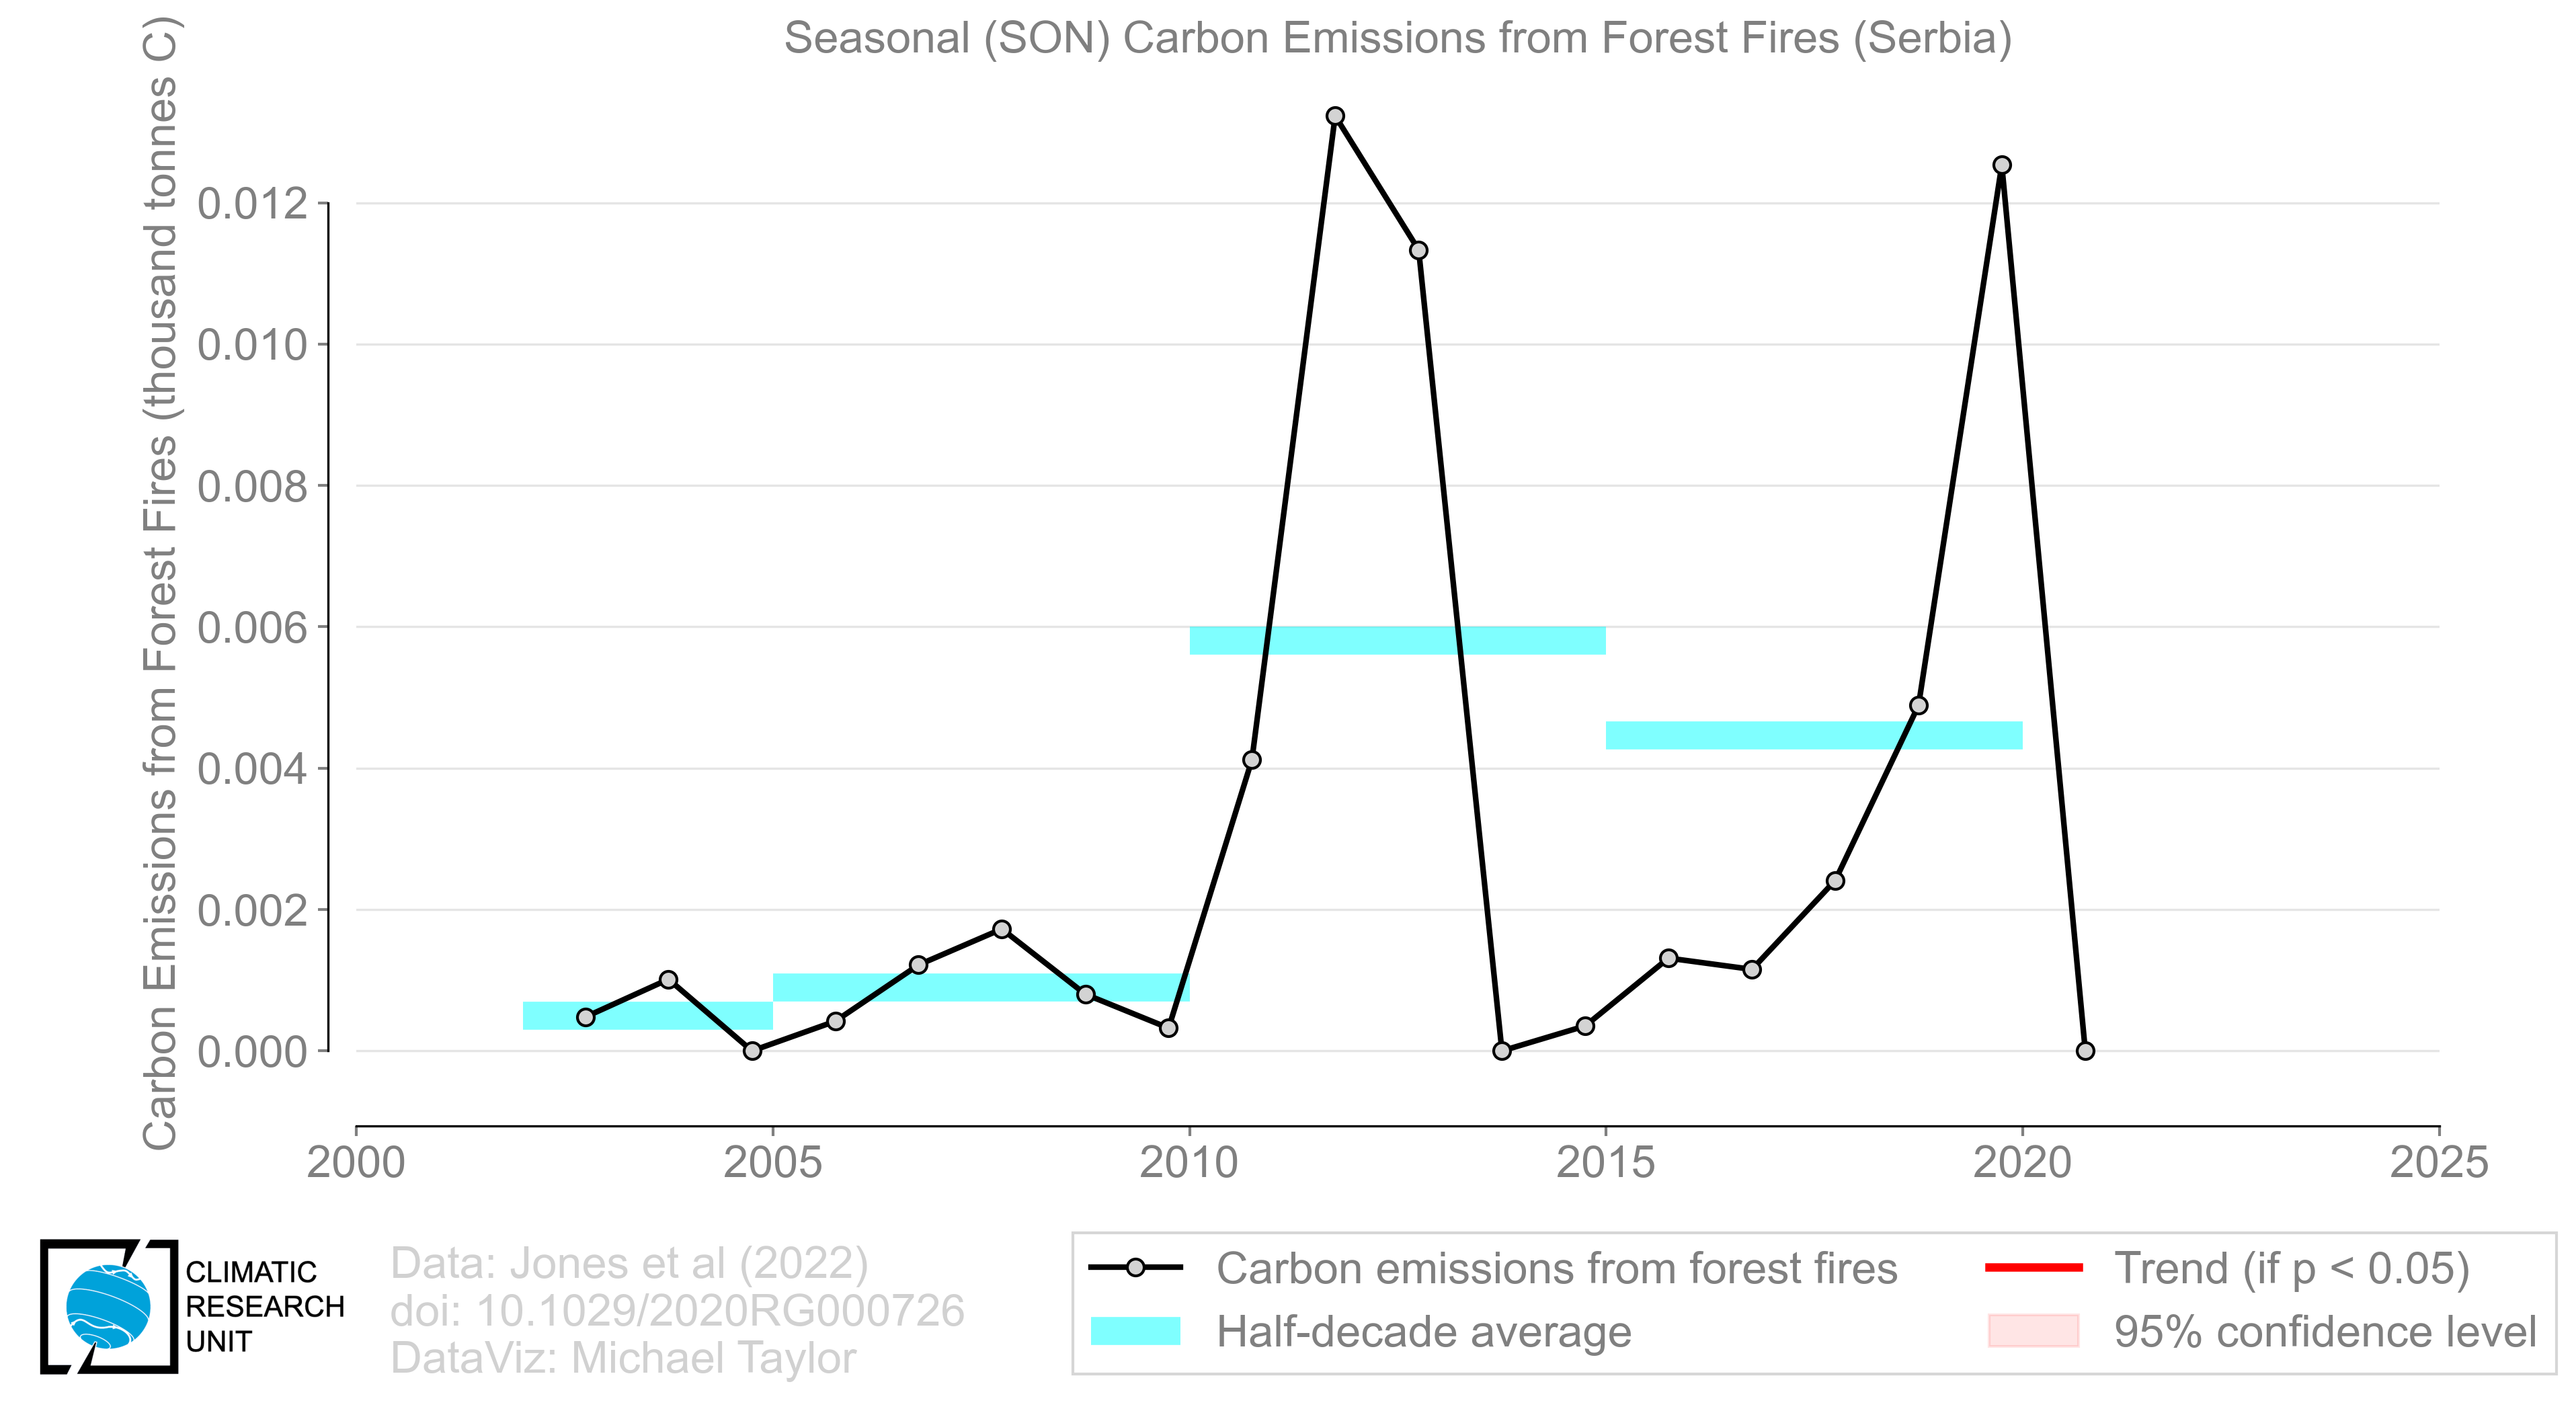 Seasonal (SON) Carbon Emissions from Forest Fires (Serbia)
Carbon Emissions from Forest Fires (thousand tonnes C)
0.012
0.010
0.008
0.006
0.004
0.002
0.000
2000 2005 2010 2015 2020 2025
CLIMATIC
RESEARCH
UNIT
Data: Jones et al (2022)
doi: 10.1029/2020RG000726
DataViz: Michael Taylor
Carbon emissions from forest fires
Half-decade average
Trend (if p < 0.05)
95% confidence level